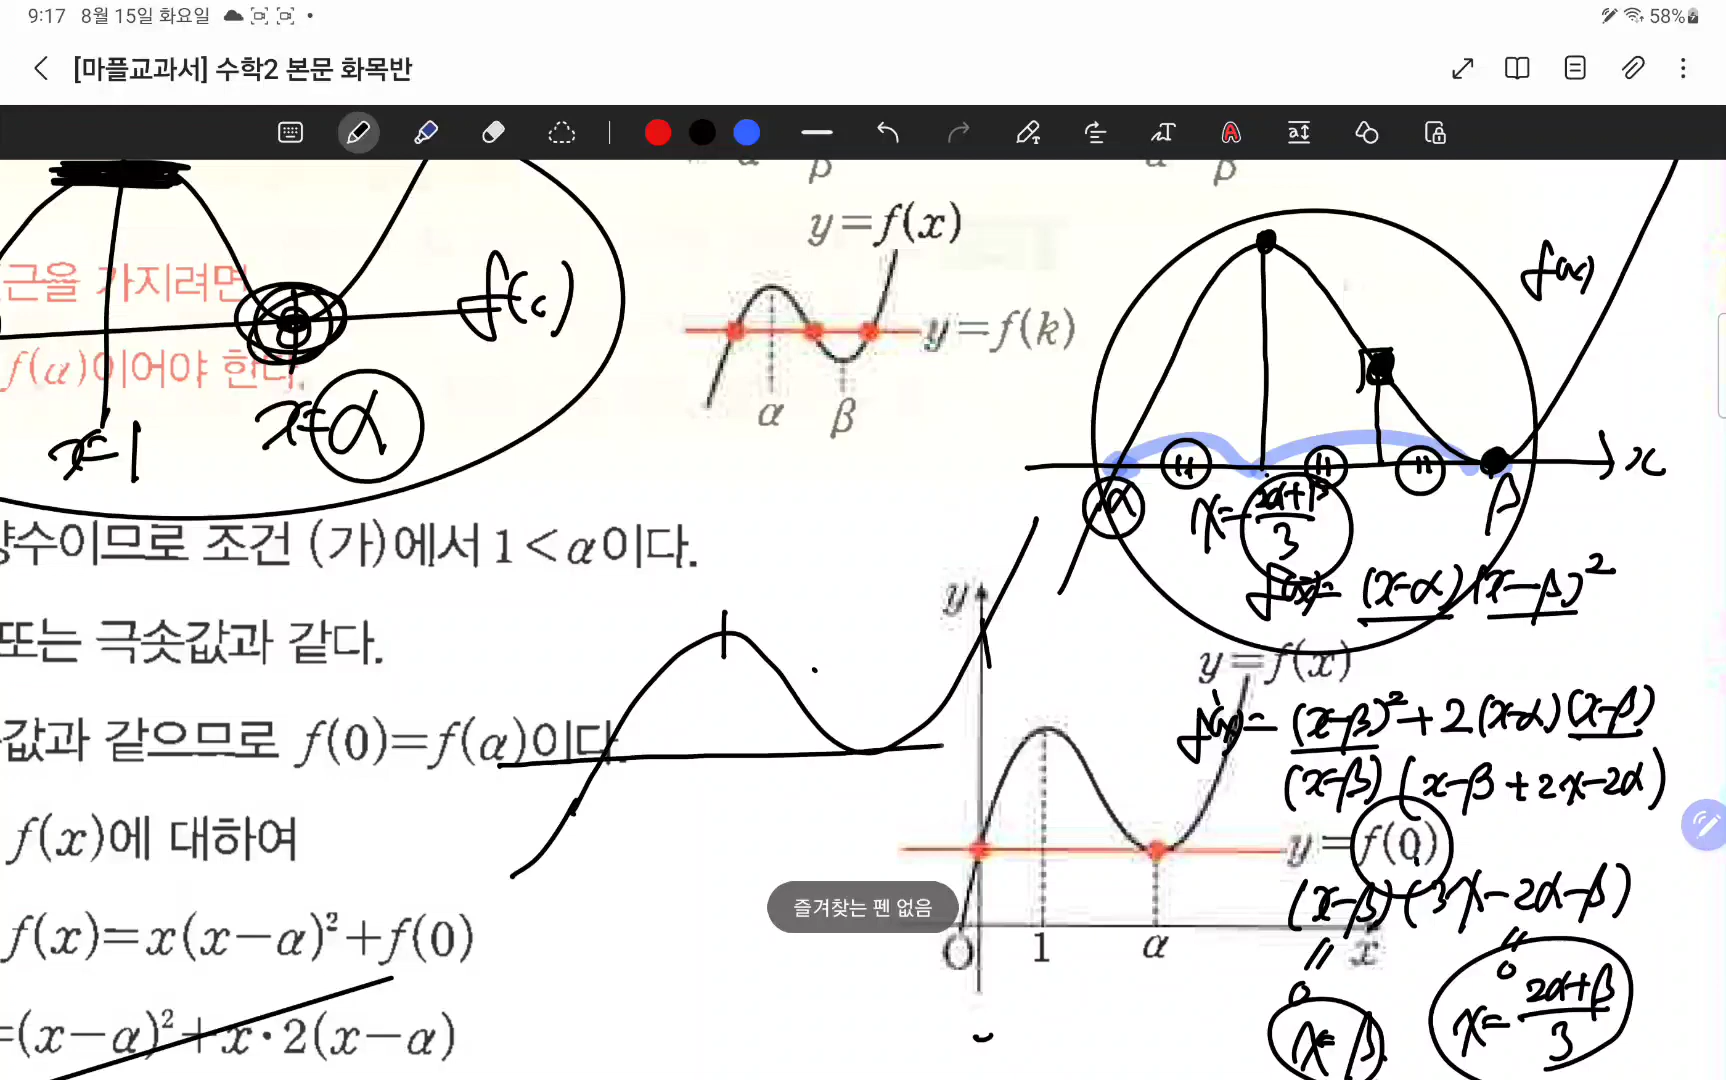 9:17 8월 15일 화요일
58%
[마플교과서] 수학2 본문 화목반
α β
α β
y=f(x)
f(x)
근을 가지려면
f(c)
y=f(k)
f(α)이어야 한다.
α β
x=1
x=α
x
α
x=(2α+β)/3
β
양수이므로 조건 (가)에서 1<α이다.
f(x)=(x-α)(x-β)²
y
또는 극솟값과 같다.
y=f(x)
f'(x)=(x-β)²+2(x-α)(x-β)
값과 같으므로 f(0)=f(α)이다.
(x-β)(x-β+2x-2α)
f(x)에 대하여
y=f(0)
(x-β)(3x-2α-β)
즐겨찾는 펜 없음
f(x)=x(x-α)²+f(0)
O 1 α x
0 0
=(x-α)²+x·2(x-α)
x=β x=(2α+β)/3